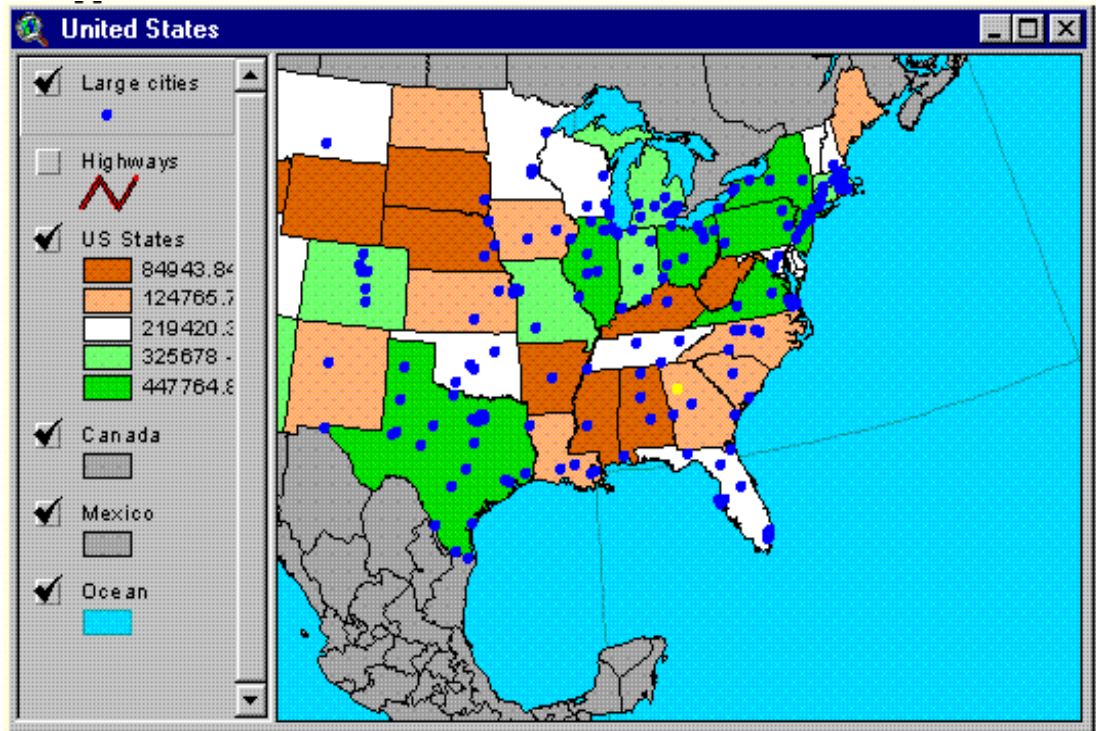 United States
Large cities
Highways
US States
84943.84
124765.7
219420.3
325678 -
447764.8
Canada
Mexico
Ocean